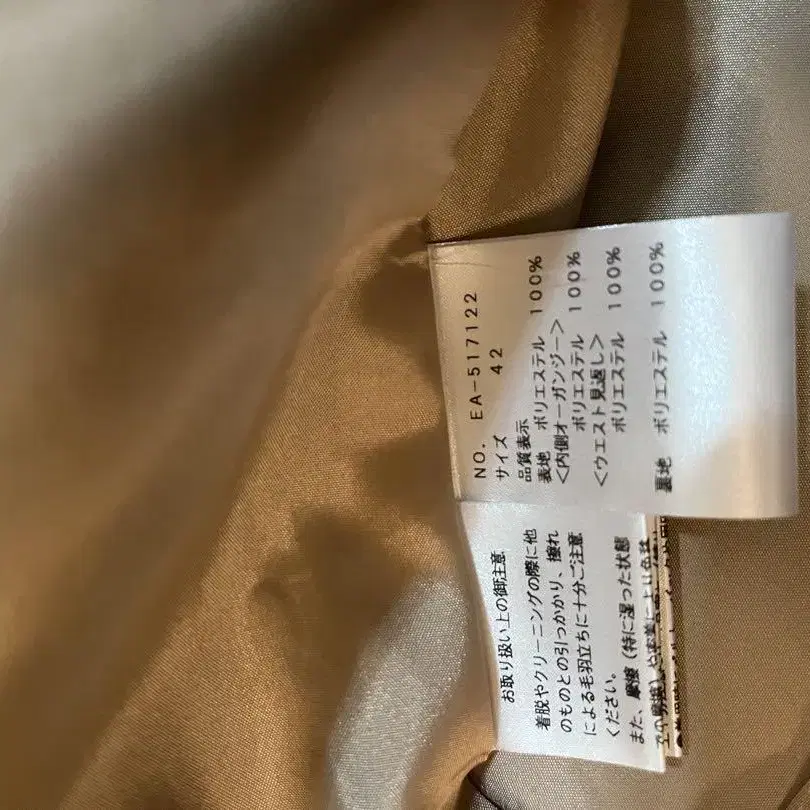 NO. EA-517122
サイズ 42
品質表示
表地 ポリエステル 100%
<内側オーガンジー>
ポリエステル 100%
<ウエスト見返し>
ポリエステル 100%
裏地 ポリエステル 100%
お取り扱い上の御注意
着脱やクリーニングの際に他
のものとの引っかかり、擦れ
による毛羽立ちに十分ご注意
ください。
また、摩擦(特に湿った状態